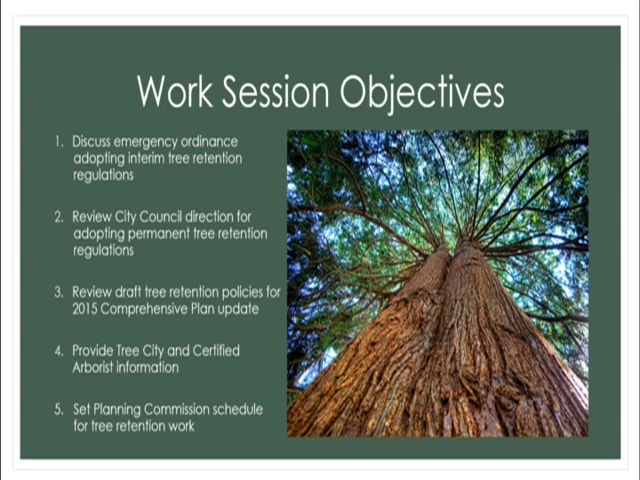 Work Session Objectives
1. Discuss emergency ordinance
adopting interim tree retention
regulations
2. Review City Council direction for
adopting permanent tree retention
regulations
3. Review draft tree retention policies for
2015 Comprehensive Plan update
4. Provide Tree City and Certified
Arborist information
5. Set Planning Commission schedule
for tree retention work